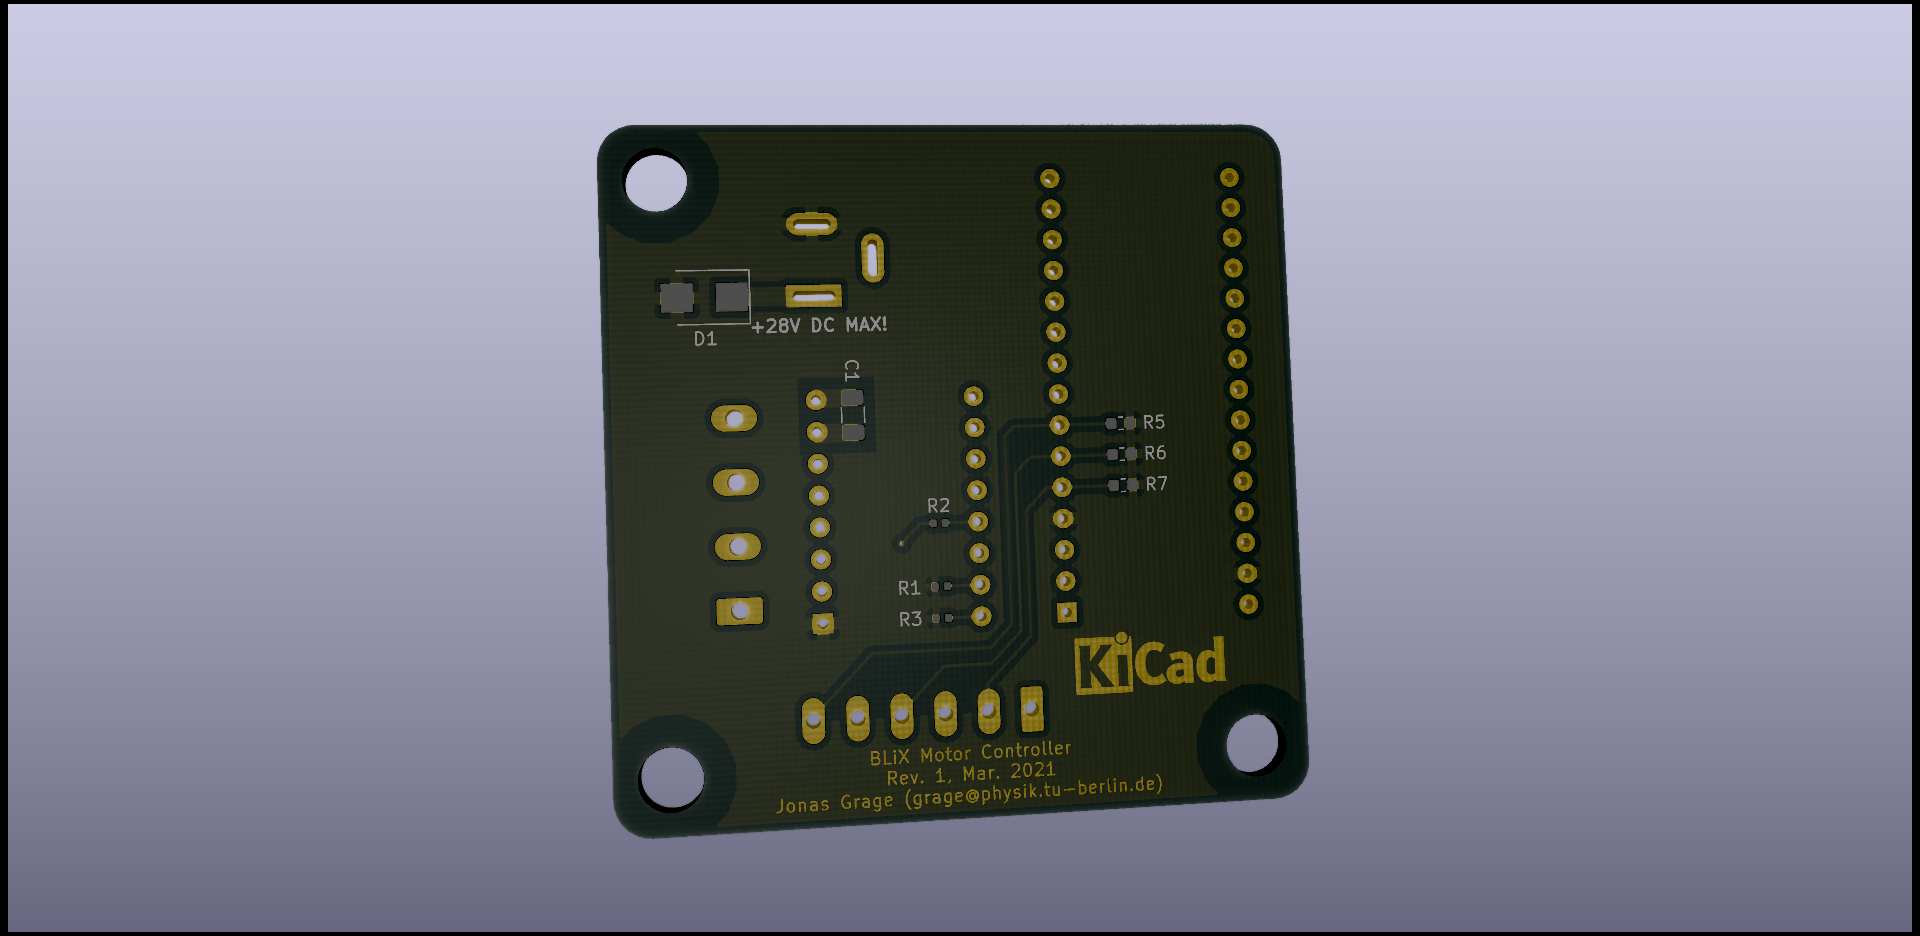 +28V DC MAX!
D1
C1
R5
R6
R7
R2
R1
R3
KiCad
BLiX Motor Controller
Rev. 1, Mar. 2021
Jonas Grage (grage@physik.tu-berlin.de)